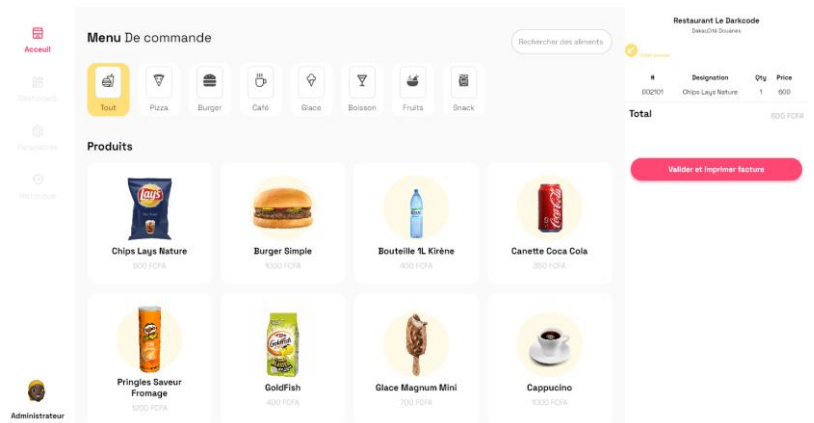 Acceuil
Dashboard
Paramètres
Historique
Administrateur
Menu De commande
Rechercher des aliments
Tout
Pizza
Burger
Café
Glace
Boisson
Fruits
Snack
Produits
Lays
Chips Lays Nature
600 FCFA
Burger Simple
1000 FCFA
Bouteille 1L Kirène
400 FCFA
Coca-Cola
Canette Coca Cola
350 FCFA
Pringles Saveur
Fromage
1200 FCFA
Goldfish
GoldFish
400 FCFA
Glace Magnum Mini
700 FCFA
Cappucino
1000 FCFA
Restaurant Le Darkcode
Dakar,Cité Douanes
# Designation Qty Price
002101 Chips Lays Nature 1 600
Total 600 FCFA
Valider et Imprimer facture